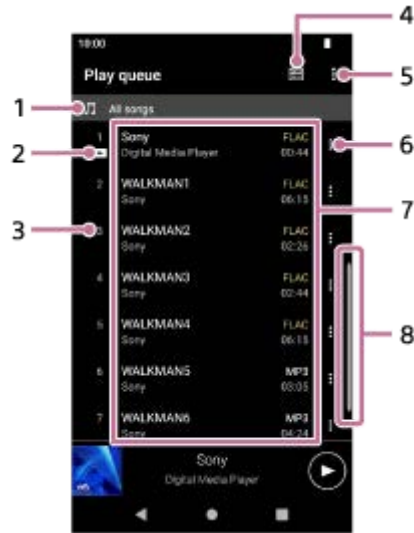 4
10:00
Play queue
5
1
All songs
1 Sony FLAC
2
Digital Media Player 00:44
6
2 WALKMAN1 FLAC
Sony 06:15
7
3
3 WALKMAN2 FLAC
Sony 02:26
4 WALKMAN3 FLAC
Sony 02:44
8
5 WALKMAN4 FLAC
Sony 06:15
6 WALKMAN5 MP3
Sony 03:05
7 WALKMAN6 MP3
Sony 04:24
Sony
Digital Media Player